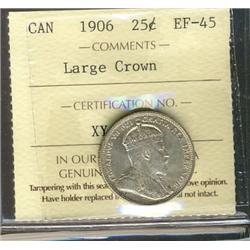 CAN 1906 25¢ EF-45
COMMENTS
Large Crown
CERTIFICATION NO.
XY
IN OUR
GENUIN
Tampering with this sea ove opinion.
Have holder replaced i l not intact.